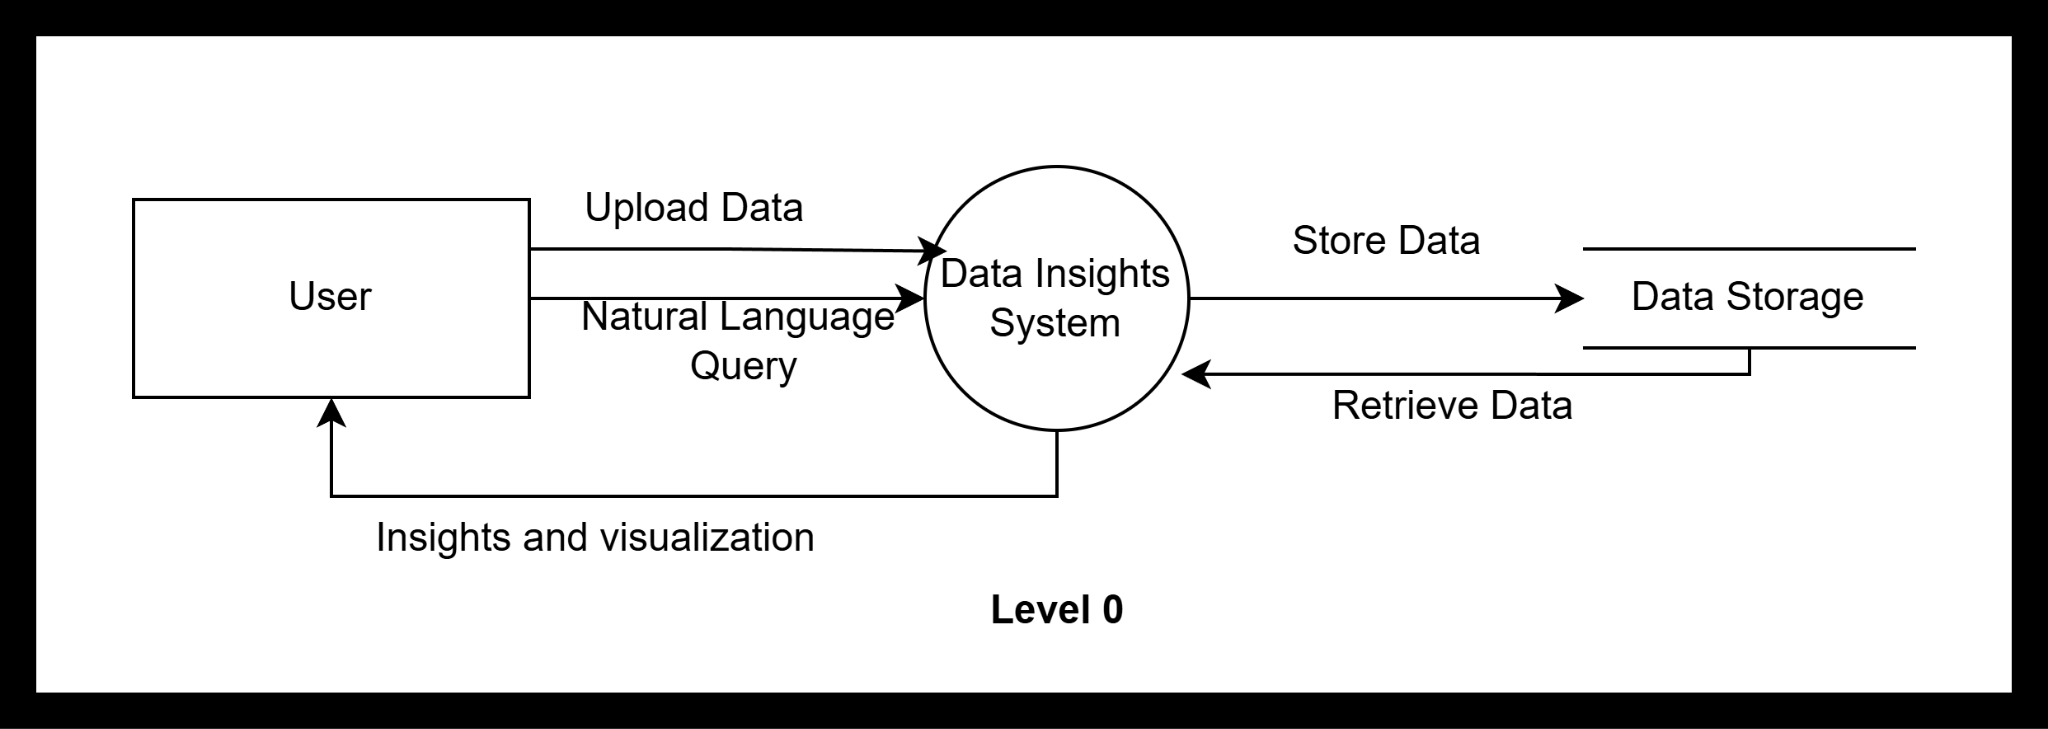 Upload Data
User
Natural Language
Query
Data Insights
System
Store Data
Data Storage
Retrieve Data
Insights and visualization
Level 0